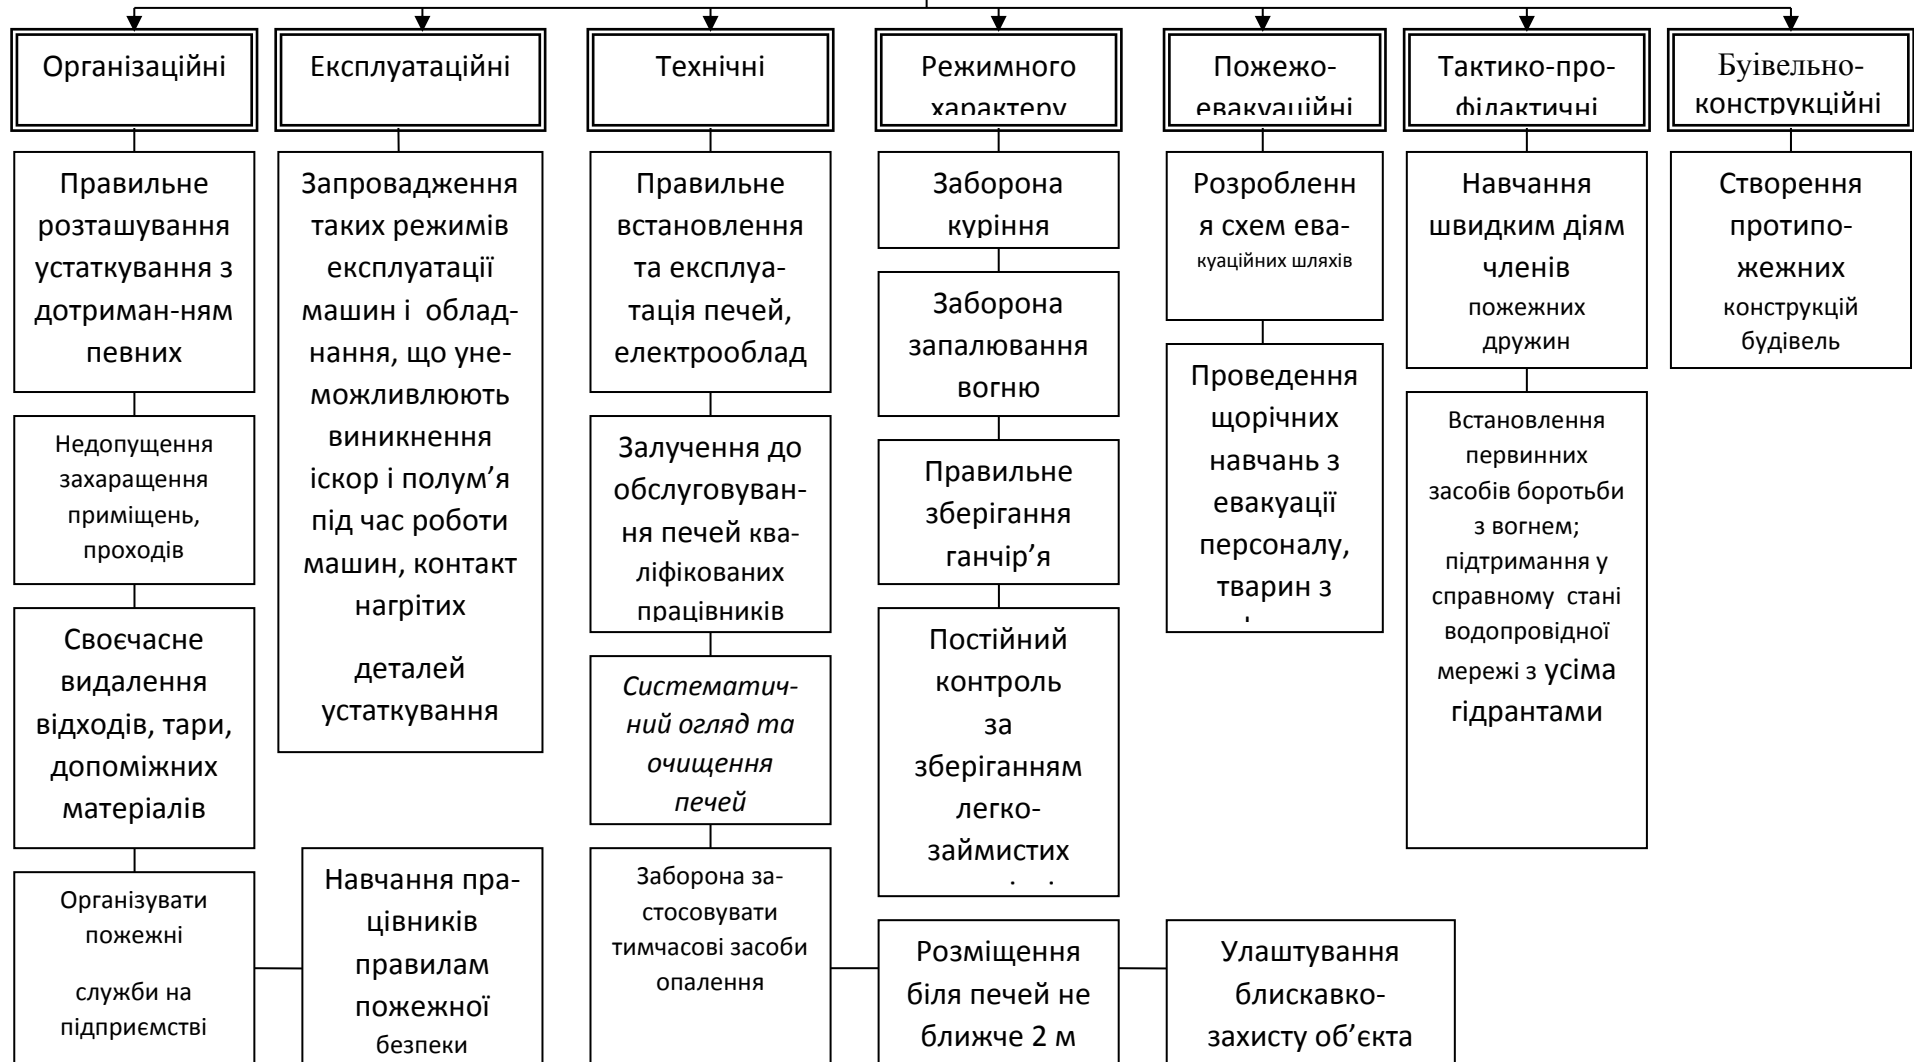 Організаційні
Експлуатаційні
Технічні
Режимного
характеру
Пожежо-
евакуаційні
Тактико-про-
філактичні
Буівельно-
конструкційні
Правильне
розташування
устаткування з
дотриман-ням
певних
Недопущення
захаращення
приміщень,
проходів
Своєчасне
видалення
відходів, тари,
допоміжних
матеріалів
Організувати
пожежні
служби на
підприємстві
Запровадження
таких режимів
експлуатації
машин і облад-
нання, що уне-
можливлюють
виникнення
іскор і полум’я
під час роботи
машин, контакт
нагрітих
деталей
устаткування
Навчання пра-
цівників
правилам
пожежної
безпеки
Правильне
встановлення
та експлуа-
тація печей,
електрооблад
Залучення до
обслуговуван-
ня печей ква-
ліфікованих
працівників
Систематич-
ний огляд та
очищення
печей
Заборона за-
стосовувати
тимчасові засоби
опалення
Заборона
куріння
Заборона
запалювання
вогню
Правильне
зберігання
ганчір’я
Постійний
контроль
за
зберіганням
легко-
займистих
Розміщення
біля печей не
ближче 2 м
Розробленн
я схем ева-
куаційних шляхів
Проведення
щорічних
навчань з
евакуації
персоналу,
тварин з
Улаштування
блискавко-
захисту об’єкта
Навчання
швидким діям
членів
пожежних
дружин
Встановлення
первинних
засобів боротьби
з вогнем;
підтримання у
справному стані
водопровідної
мережі з усіма
гідрантами
Створення
протипо-
жежних
конструкцій
будівель